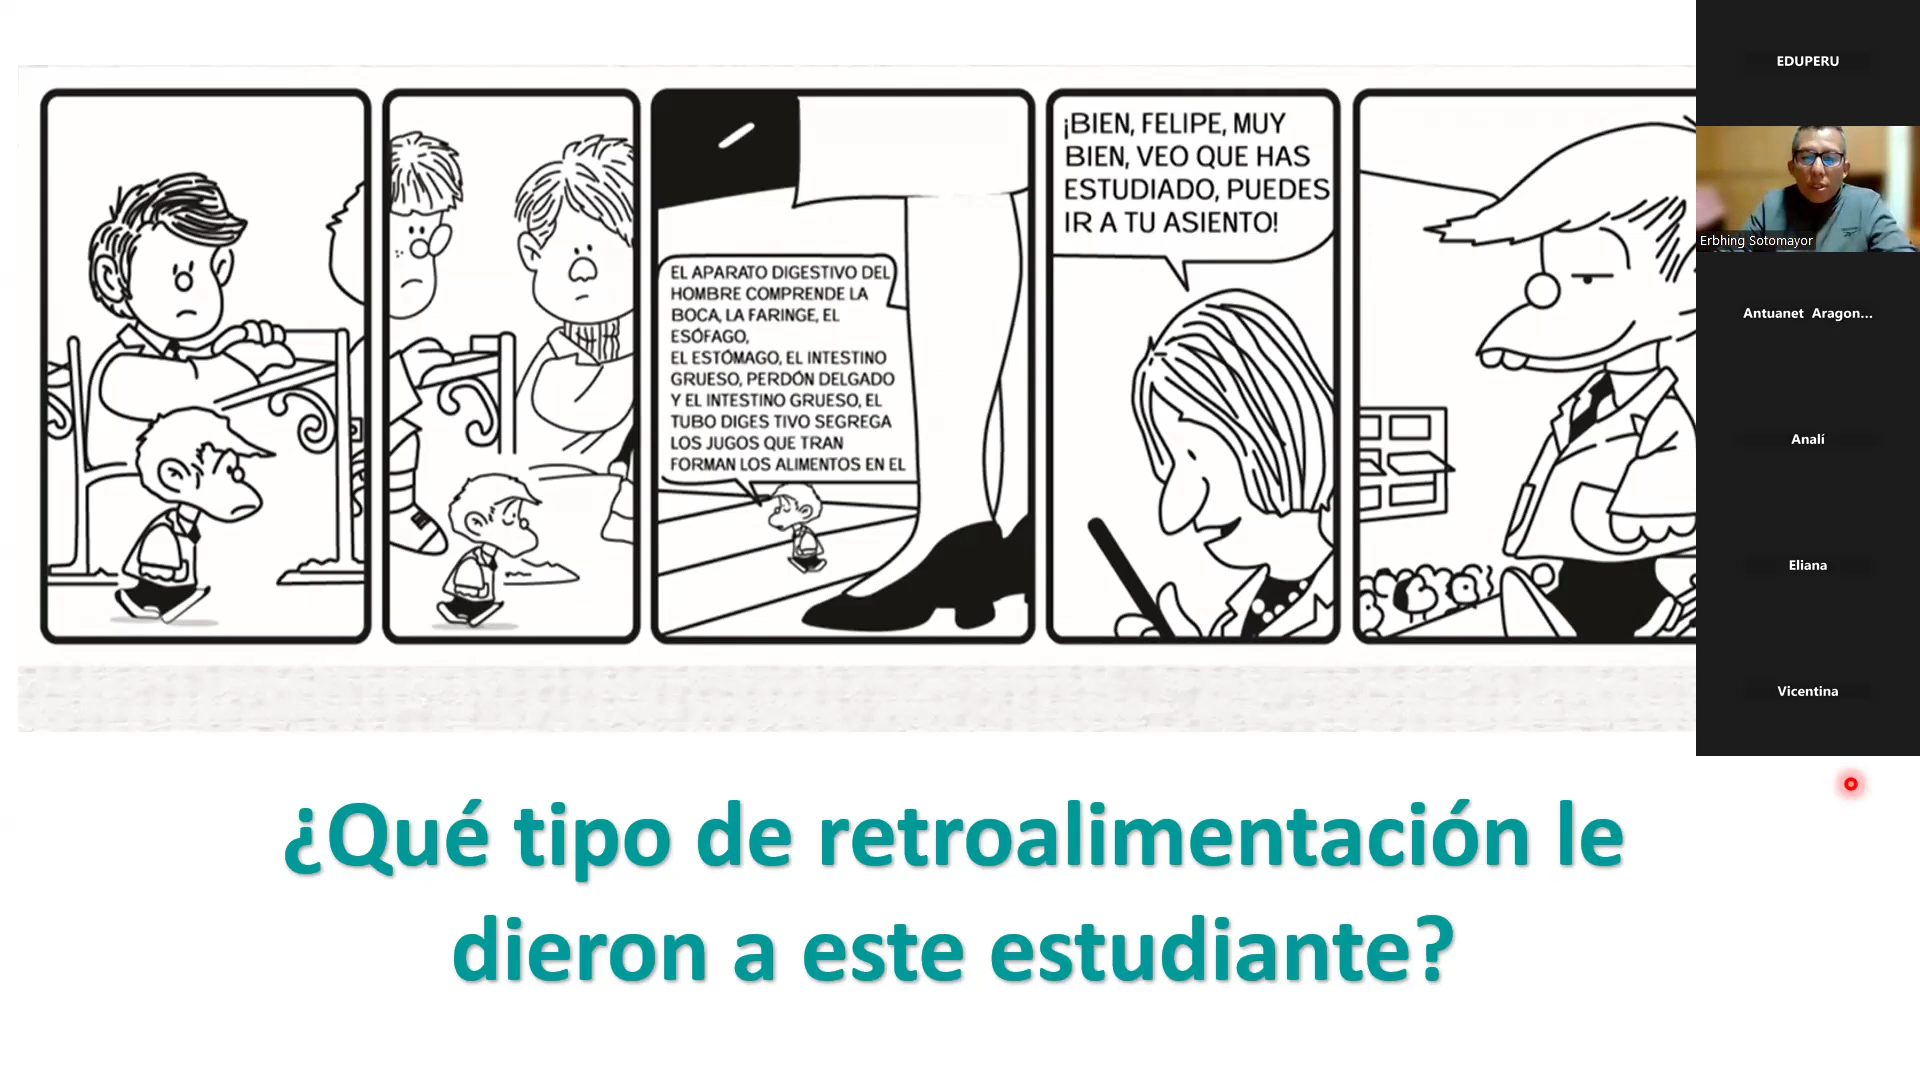 EL APARATO DIGESTIVO DEL
HOMBRE COMPRENDE LA
BOCA, LA FARINGE, EL
ESÓFAGO,
EL ESTÓMAGO, EL INTESTINO
GRUESO, PERDÓN DELGADO
Y EL INTESTINO GRUESO, EL
TUBO DIGES TIVO SEGREGA
LOS JUGOS QUE TRAN
FORMAN LOS ALIMENTOS EN EL
¡BIEN, FELIPE, MUY
BIEN, VEO QUE HAS
ESTUDIADO, PUEDES
IR A TU ASIENTO!
¿Qué tipo de retroalimentación le
dieron a este estudiante?
EDUPERU
Erbhing Sotomayor
Antuanet Aragon...
Analí
Eliana
Vicentina